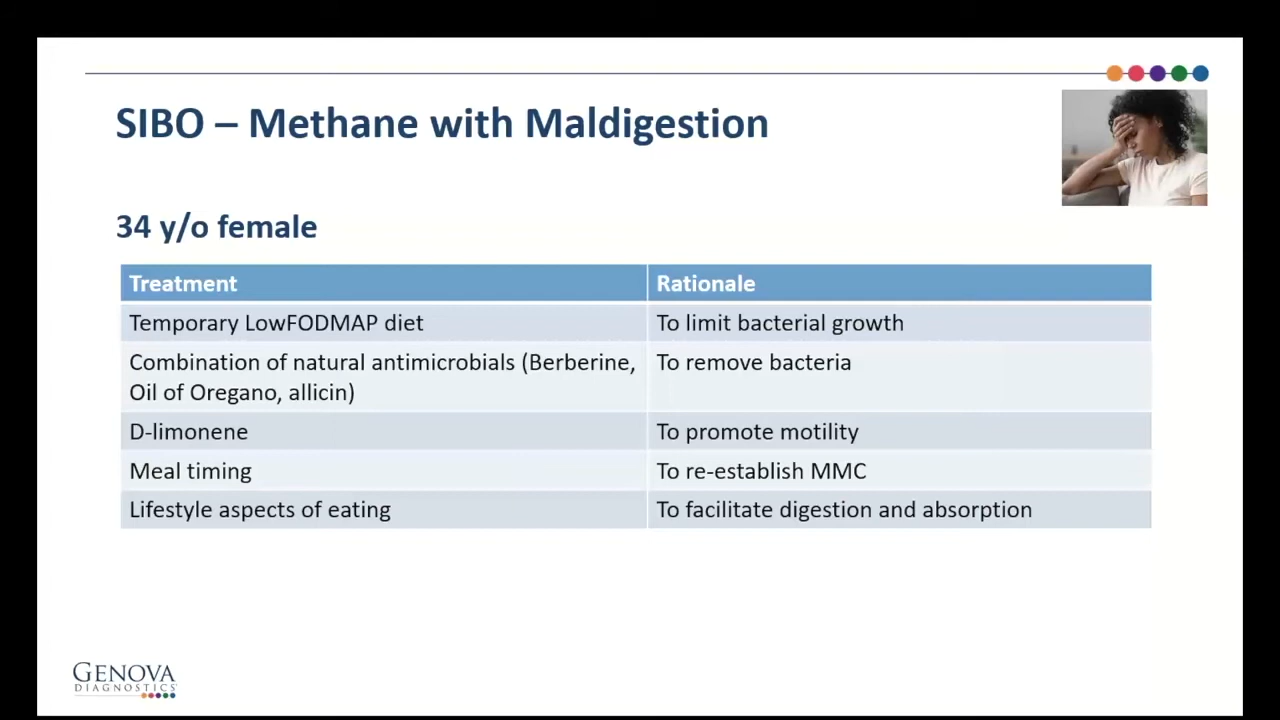 SIBO – Methane with Maldigestion
34 y/o female
Treatment
Rationale
Temporary LowFODMAP diet
To limit bacterial growth
Combination of natural antimicrobials (Berberine,
Oil of Oregano, allicin)
To remove bacteria
D-limonene
To promote motility
Meal timing
To re-establish MMC
Lifestyle aspects of eating
To facilitate digestion and absorption
GENOVA
DIAGNOSTICS